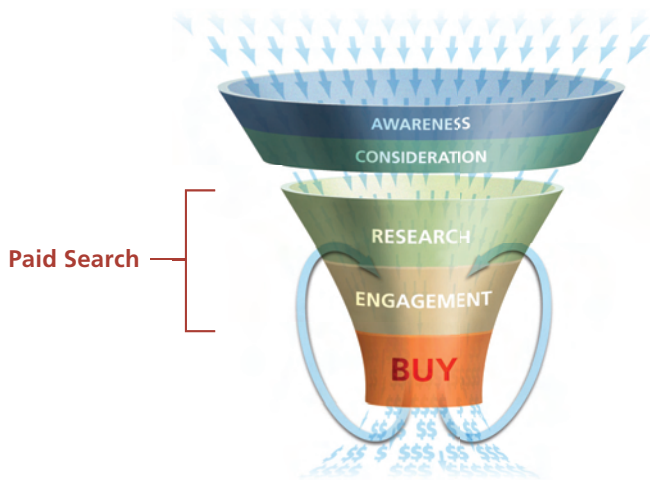 AWARENESS
CONSIDERATION
RESEARCH
Paid Search
ENGAGEMENT
BUY
$$ $$ $$
$ $$$ $$